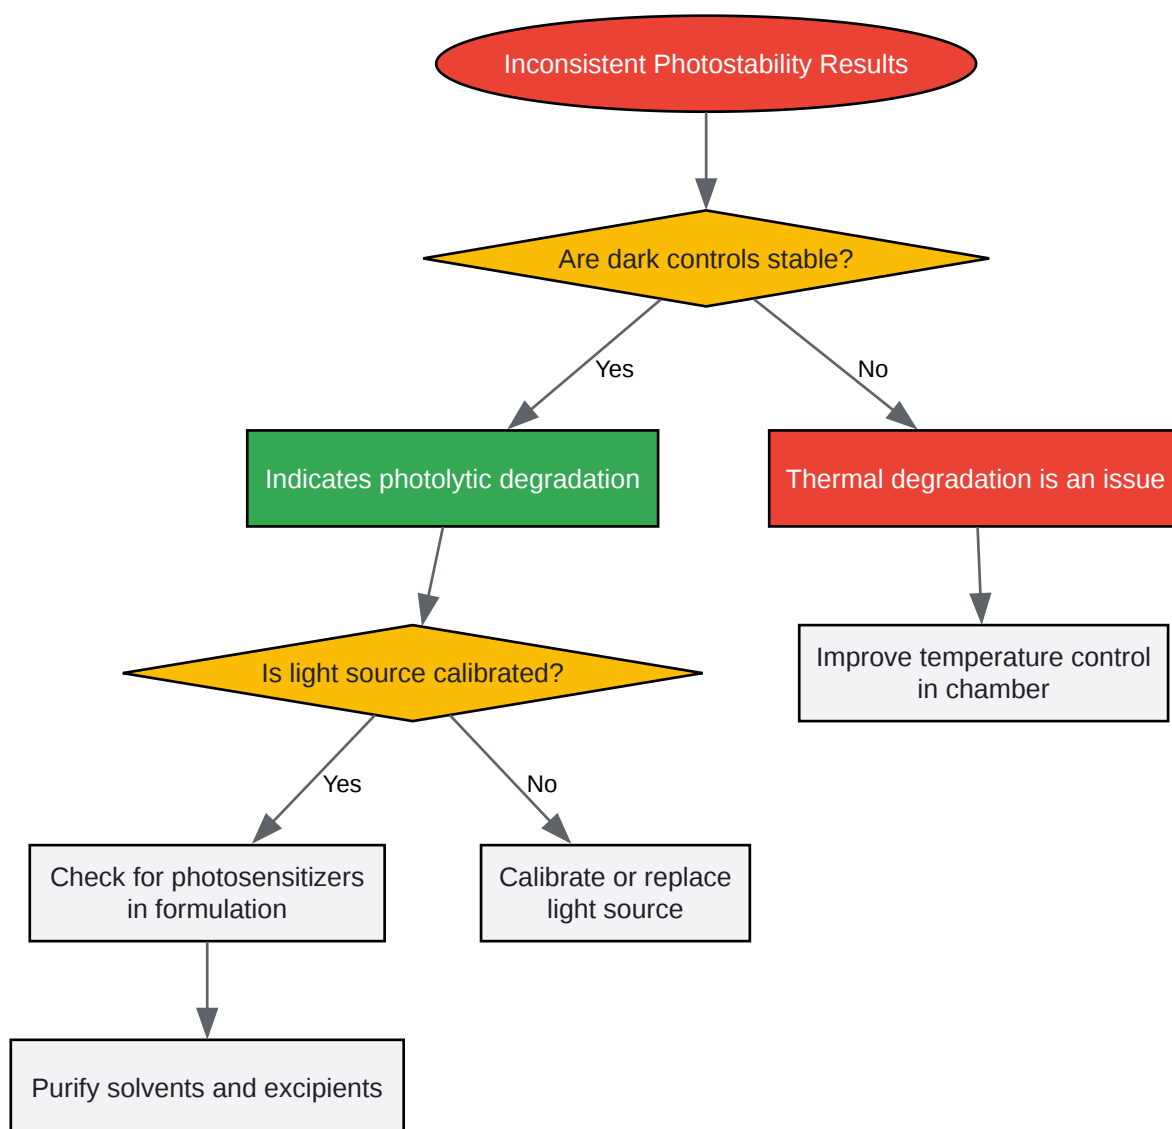 Inconsistent Photostability Results
Are dark controls stable?
Yes
No
Indicates photolytic degradation
Thermal degradation is an issue
Is light source calibrated?
Improve temperature control
in chamber
Yes
No
Check for photosensitizers
in formulation
Calibrate or replace
light source
Purify solvents and excipients